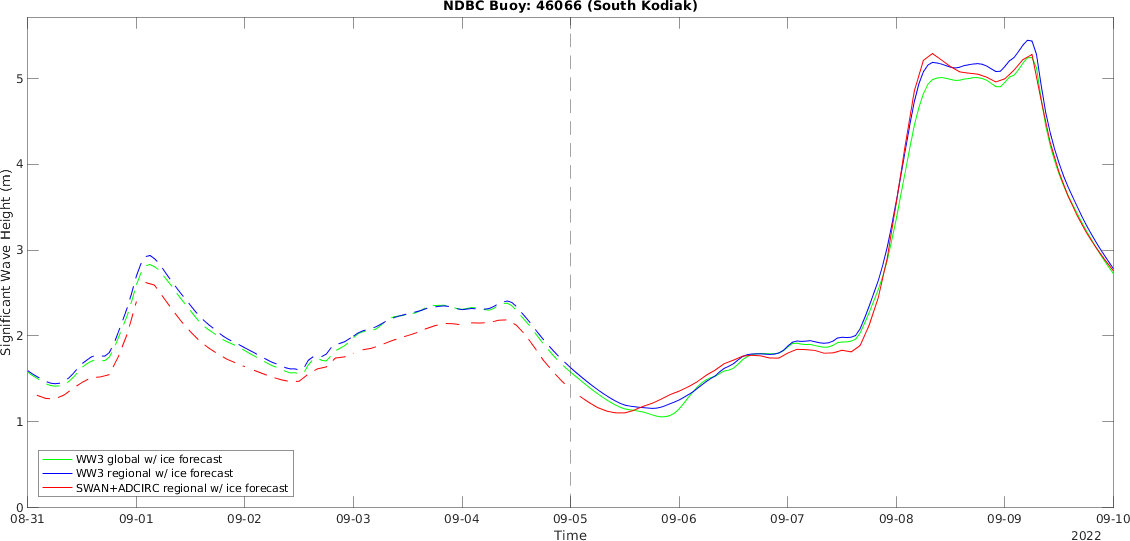 NDBC Buoy: 46066 (South Kodiak)
Significant Wave Height (m)
5
4
3
2
1
0
WW3 global w/ ice forecast
WW3 regional w/ ice forecast
SWAN+ADCIRC regional w/ ice forecast
08-31 09-01 09-02 09-03 09-04 09-05 09-06 09-07 09-08 09-09 09-10
Time
2022